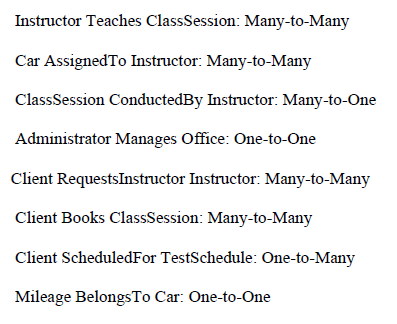 Instructor Teaches ClassSession: Many-to-Many
Car AssignedTo Instructor: Many-to-Many
ClassSession ConductedBy Instructor: Many-to-One
Administrator Manages Office: One-to-One
Client RequestsInstructor Instructor: Many-to-Many
Client Books ClassSession: Many-to-Many
Client ScheduledFor TestSchedule: One-to-Many
Mileage BelongsTo Car: One-to-One